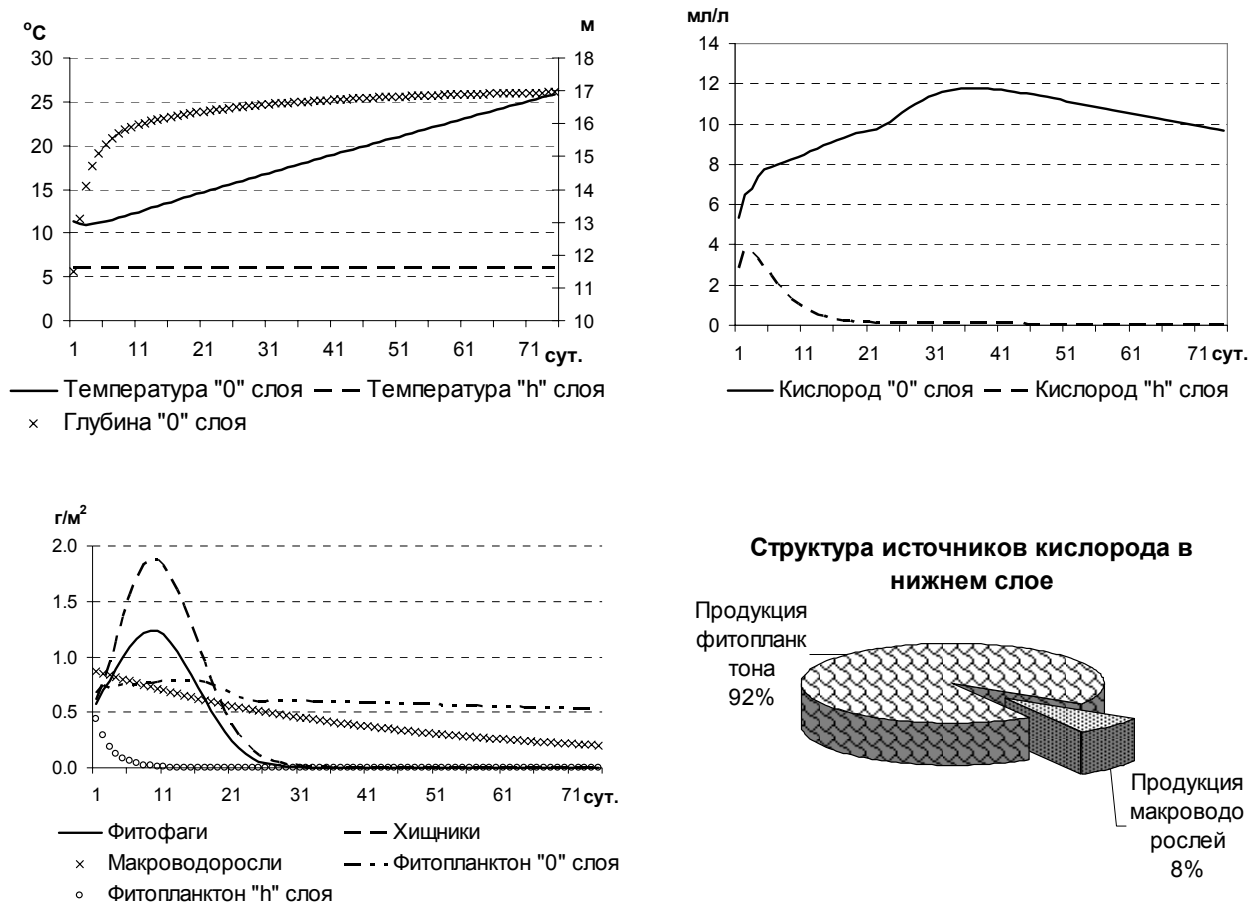 °C
м
30
25
20
15
10
5
0
18
17
16
15
14
13
12
11
10
1 11 21 31 41 51 61 71 сут.
Температура "0" слоя Температура "h" слоя
Глубина "0" слоя
мл/л
14
12
10
8
6
4
2
0
1 11 21 31 41 51 61 71 сут.
Кислород "0" слоя Кислород "h" слоя
г/м²
2.0
1.5
1.0
0.5
0.0
1 11 21 31 41 51 61 71 сут.
Фитофаги Хищники
Макроводоросли Фитопланктон "0" слоя
Фитопланктон "h" слоя
Структура источников кислорода в
нижнем слое
Продукция
фитопланк
тона
92%
Продукция
макроводо
рослей
8%